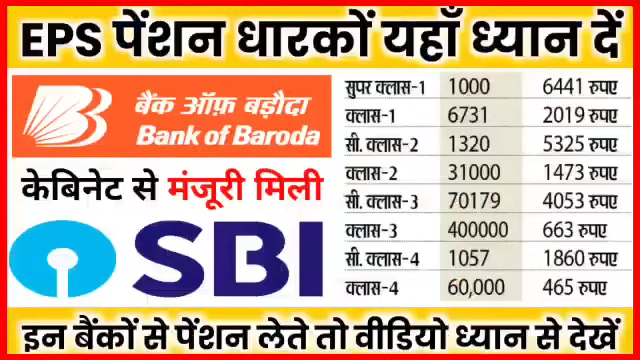 EPS पेंशन धारकों यहाँ ध्यान दें
बैंक ऑफ़ बड़ौदा
Bank of Baroda
केबिनेट से मंजूरी मिली
SBI
सुपर क्लास-1 1000 6441 रुपए
क्लास-1 6731 2019 रुपए
सी. क्लास-2 1320 5325 रुपए
क्लास-2 31000 1473 रुपए
सी. क्लास-3 70179 4053 रुपए
क्लास-3 400000 663 रुपए
सी. क्लास-4 1057 1860 रुपए
क्लास-4 60,000 465 रुपए
इन बैंकों से पेंशन लेते तो वीडियो ध्यान से देखें